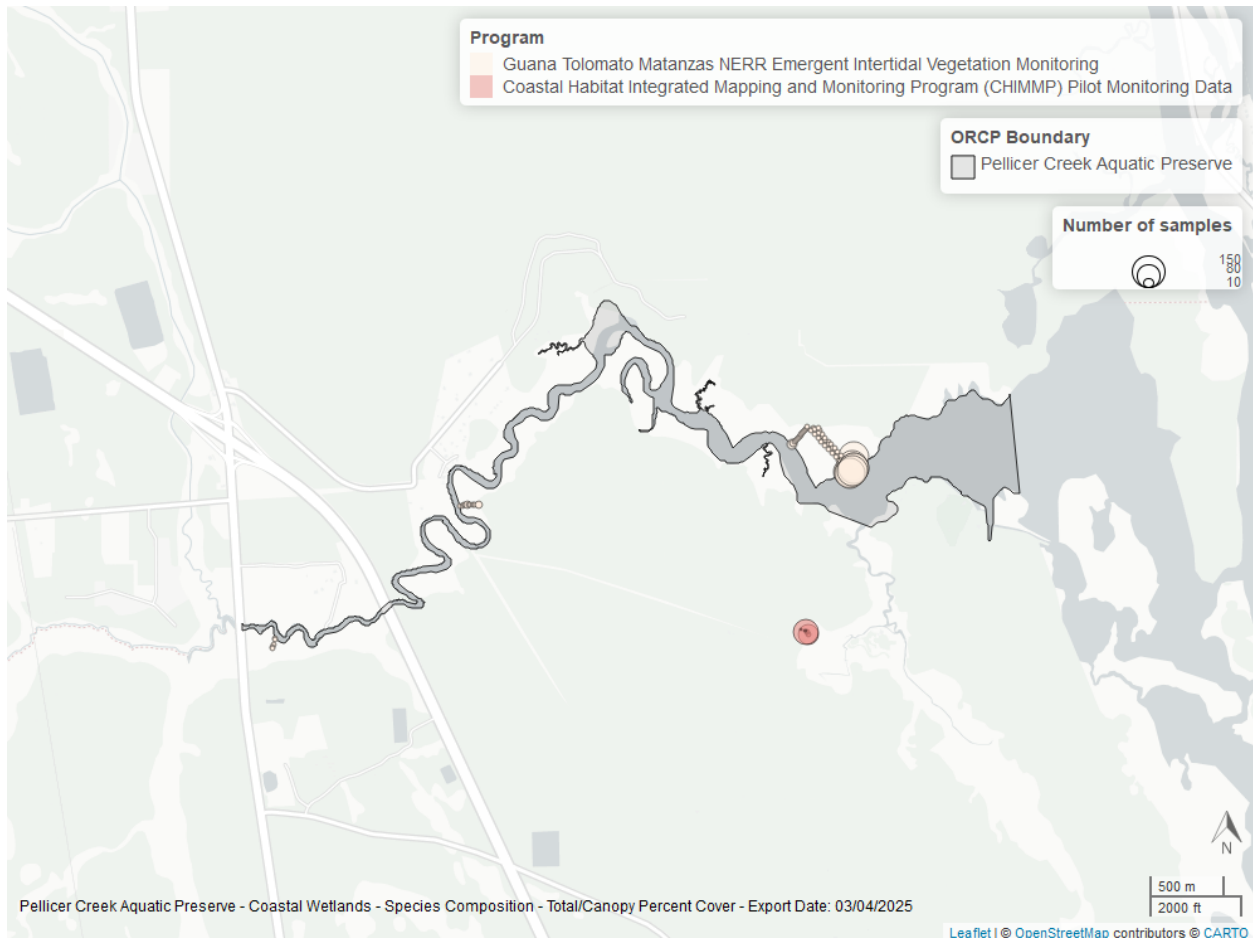 Program
Guana Tolomato Matanzas NERR Emergent Intertidal Vegetation Monitoring
Coastal Habitat Integrated Mapping and Monitoring Program (CHIMMP) Pilot Monitoring Data
ORCP Boundary
Pellicer Creek Aquatic Preserve
Number of samples
150
80
10
N
500 m
2000 ft
Pellicer Creek Aquatic Preserve - Coastal Wetlands - Species Composition - Total/Canopy Percent Cover - Export Date: 03/04/2025
Leaflet | © OpenStreetMap contributors © CARTO